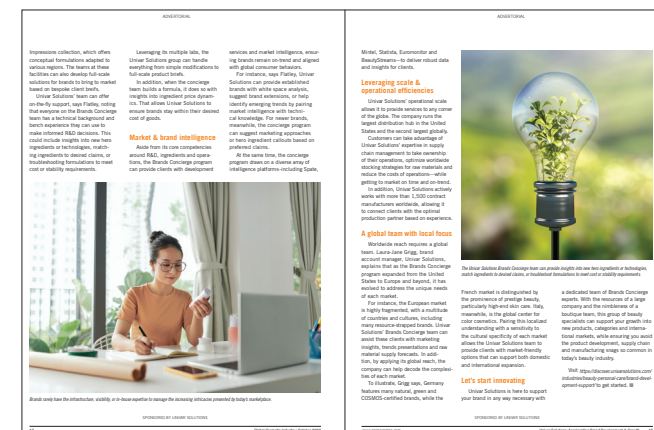 ADVERTORIAL
Impressions collection, which offers
conceptual formulations adapted to
various regions. The teams at these
facilities can also develop full-scale
solutions for brands to bring to market
based on bespoke client briefs.
Univar Solutions' team can offer
on-the-fly support, says Flatley, noting
that everyone on the Brands Concierge
team has a technical background and
bench experience they can use to
make informed R&D decisions. This
could include insights into new hero
ingredients or technologies, match-
ing ingredients to desired claims, or
troubleshooting formulations to meet
cost or stability requirements.
Leveraging its multiple labs, the
Univar Solutions group can handle
everything from simple modifications to
full-scale product briefs.
In addition, when the concierge
team builds a formula, it does so with
insights into ingredient price dynam-
ics. That allows Univar Solutions to
ensure brands stay within their desired
cost of goods.
Market & brand intelligence
Aside from its core competencies
around R&D, ingredients and opera-
tions, the Brands Concierge program
can provide clients with development
services and market intelligence, ensur-
ing brands remain on-trend and aligned
with global consumer behaviors.
For instance, says Flatley, Univar
Solutions can provide established
brands with white space analysis,
suggest brand extensions, or help
identify emerging trends by pairing
market intelligence with techni-
cal knowledge. For newer brands,
meanwhile, the concierge program
can suggest marketing approaches
or hero ingredient callouts based on
preferred claims.
At the same time, the concierge
program draws on a diverse array of
intelligence platforms—including Spate,
Brands rarely have the infrastructure, visibility, or in-house expertise to manage the increasing intricacies presented by today's marketplace.
SPONSORED BY UNIVAR SOLUTIONS
ADVERTORIAL
Mintel, Statista, Euromonitor and
BeautyStreams—to deliver robust data
and insights for clients.
Leveraging scale &
operational efficiencies
Univar Solutions' operational scale
allows it to provide services to any corner
of the globe. The company runs the
largest distribution hub in the United
States and the second largest globally.
Customers can take advantage of
Univar Solutions' expertise in supply
chain management to take ownership
of their operations, optimize worldwide
stocking strategies for raw materials and
reduce the costs of operations—while
getting to market on time and on-trend.
In addition, Univar Solutions actively
works with more than 1,500 contract
manufacturers worldwide, allowing it
to connect clients with the optimal
production partner based on experience.
A global team with local focus
Worldwide reach requires a global
team. Laura-Jane Grigg, brand
account manager, Univar Solutions,
explains that as the Brands Concierge
program expanded from the United
States to Europe and beyond, it has
evolved to address the unique needs
of each market.
For instance, the European market
is highly fragmented, with a multitude
of countries and cultures, including
many resource-strapped brands. Univar
Solutions' Brands Concierge team can
assist these clients with marketing
insights, trends presentations and raw
material supply forecasts. In addi-
tion, by applying its global reach, the
company can help decode the complexi-
ties of each market.
To illustrate, Grigg says, Germany
features many natural, green and
COSMOS-certified brands, while the
The Univar Solutions Brands Concierge team can provide insights into new hero ingredients or technologies,
match ingredients to desired claims, or troubleshoot formulations to meet cost or stability requirements.
French market is distinguished by
the prominence of prestige beauty,
particularly high-end skin care. Italy,
meanwhile, is the global center for
color cosmetics. Pairing this localized
understanding with a sensitivity to
the cultural specificity of each market
allows the Univar Solutions team to
provide clients with market-friendly
options that can support both domestic
and international expansion.
Let's start innovating
Univar Solutions is here to support
your brand in any way necessary with
a dedicated team of Brands Concierge
experts. With the resources of a large
company and the nimbleness of a
boutique team, this group of beauty
specialists can support your growth into
new products, categories and interna-
tional markets, while ensuring you avoid
the product development, supply chain
and manufacturing snags so common in
today's beauty industry.
Visit https://discover.univarsolutions.com/
industries/beauty-personal-care/brand-devel-
opment-support/ to get started.
SPONSORED BY UNIVAR SOLUTIONS